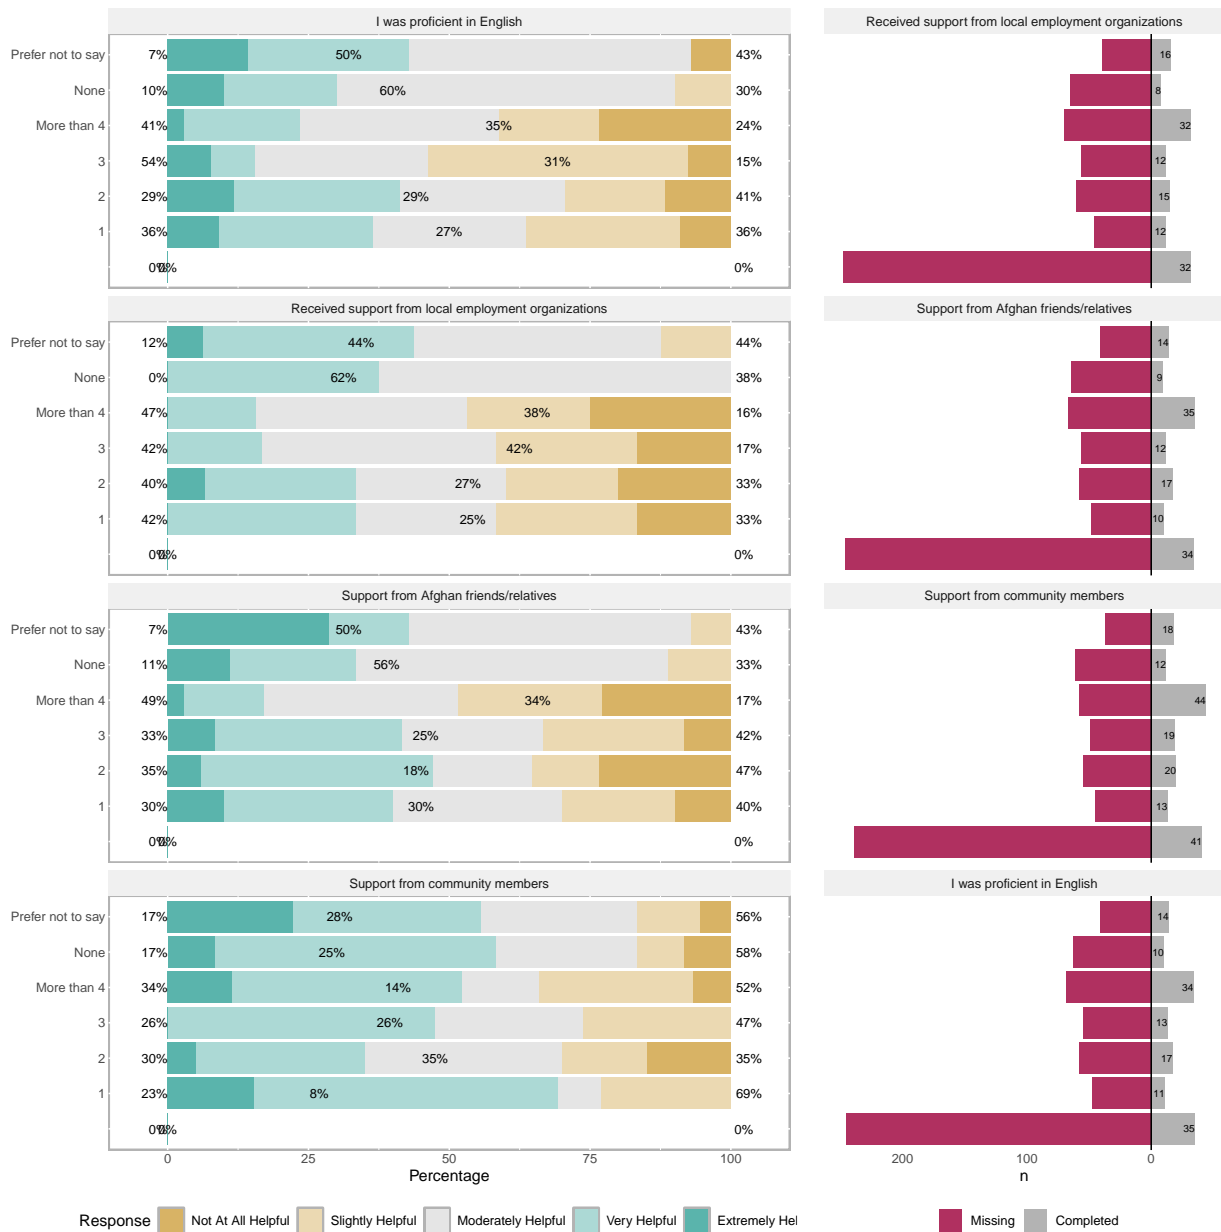 I was proficient in English
Prefer not to say 7% 50% 43%
None 10% 60% 30%
More than 4 41% 35% 24%
3 54% 31% 15%
2 29% 29% 41%
1 36% 27% 36%
0% 0% 0%
Received support from local employment organizations
Prefer not to say 12% 44% 44%
None 0% 62% 38%
More than 4 47% 38% 16%
3 42% 42% 17%
2 40% 27% 33%
1 42% 25% 33%
0% 0% 0%
Support from Afghan friends/relatives
Prefer not to say 7% 50% 43%
None 11% 56% 33%
More than 4 49% 34% 17%
3 33% 25% 42%
2 35% 18% 47%
1 30% 30% 40%
0% 0% 0%
Support from community members
Prefer not to say 17% 28% 56%
None 17% 25% 58%
More than 4 34% 14% 52%
3 26% 26% 47%
2 30% 35% 35%
1 23% 8% 69%
0% 0% 0%
0 25 50 75 100
Percentage
Response Not At All Helpful Slightly Helpful Moderately Helpful Very Helpful Extremely Hel
Received support from local employment organizations
16
8
32
12
15
12
32
Support from Afghan friends/relatives
14
9
35
12
17
10
34
Support from community members
18
12
44
19
20
13
41
I was proficient in English
14
10
34
13
17
11
35
200 100 0
n
Missing Completed